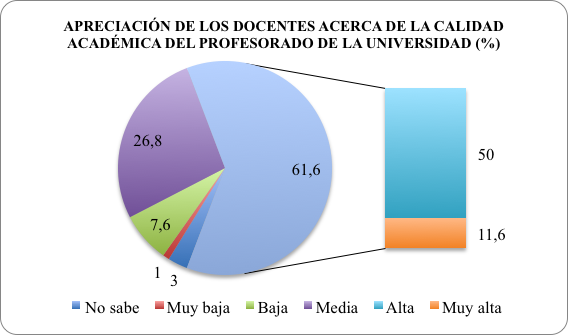 APRECIACIÓN DE LOS DOCENTES ACERCA DE LA CALIDAD
ACADÉMICA DEL PROFESORADO DE LA UNIVERSIDAD (%)
26,8
61,6
50
7,6
11,6
1
3
No sabe Muy baja Baja Media Alta Muy alta